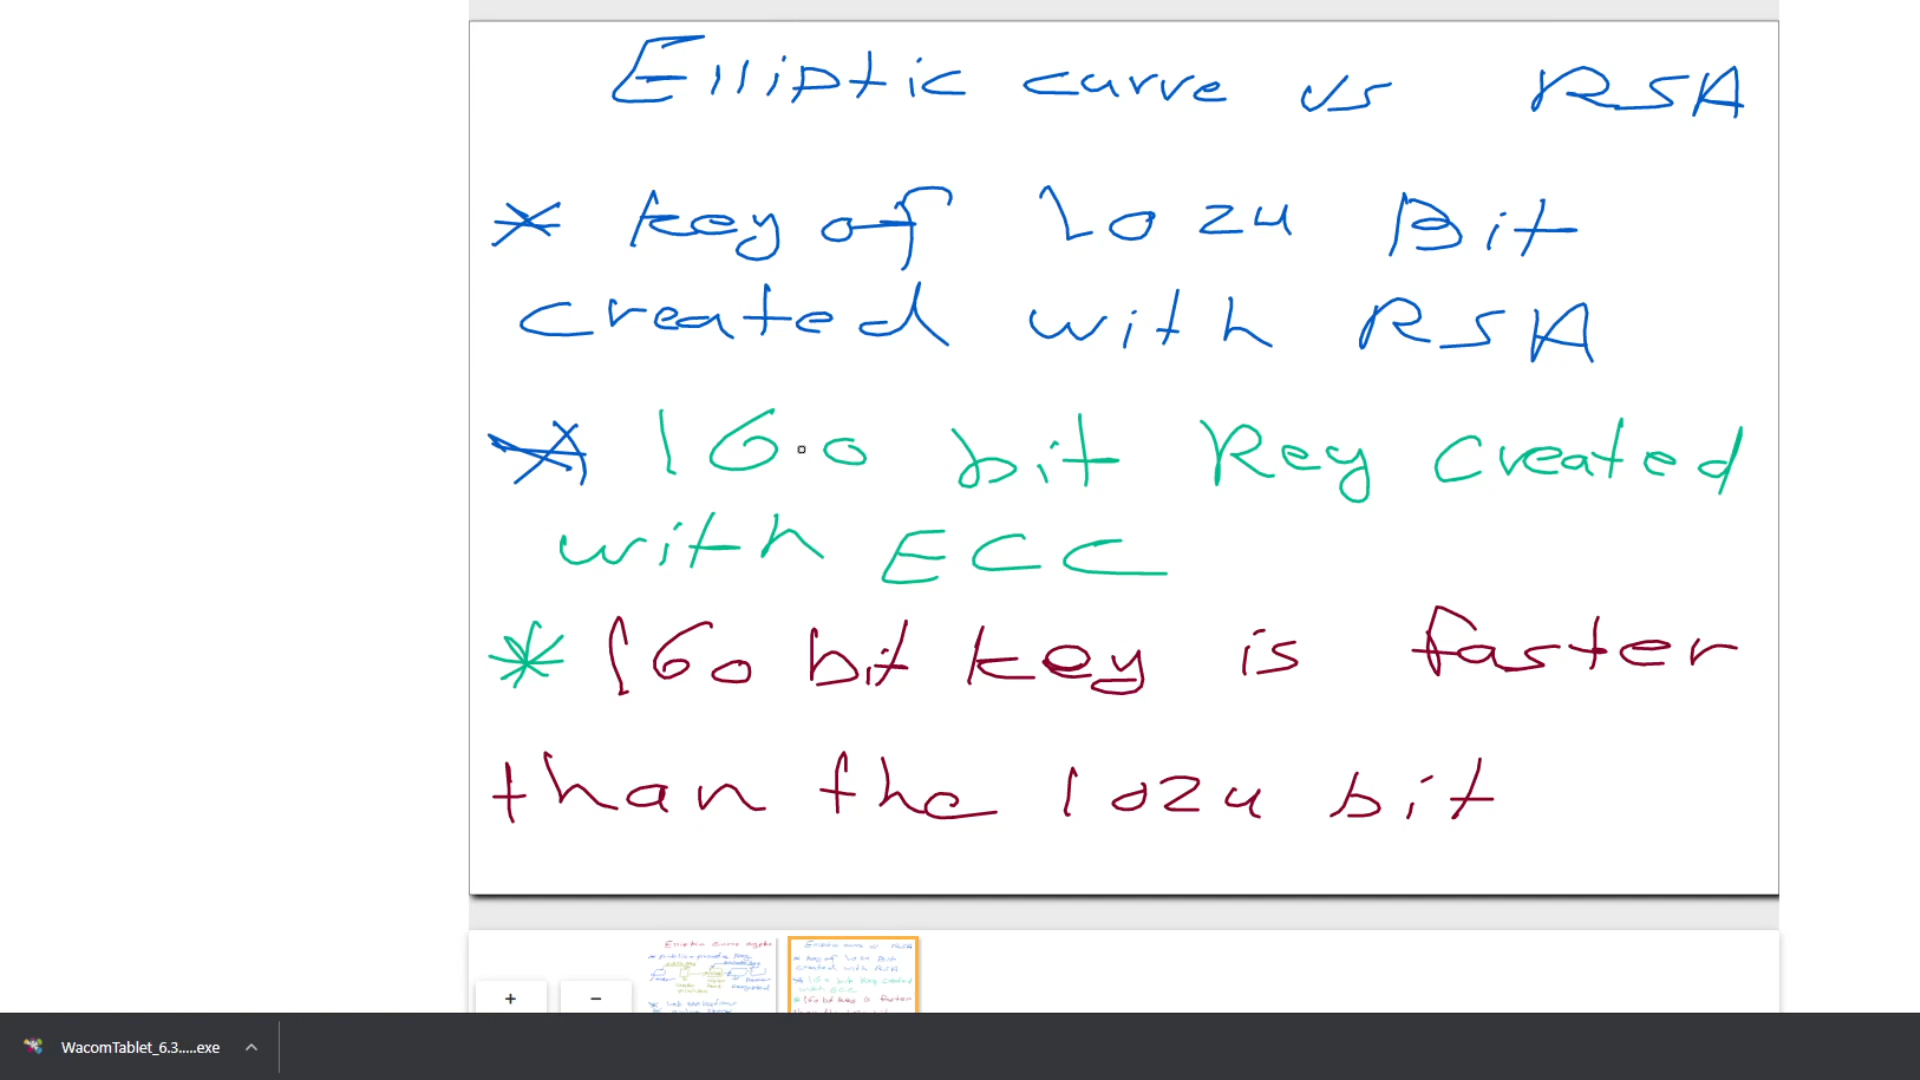 Elliptic curve vs RSA
* key of 1024 Bit
created with RSA
* 160 bit key created
with ECC
* 160 bit key is faster
than the 1024 bit
+ −
WacomTablet_6.3.....exe